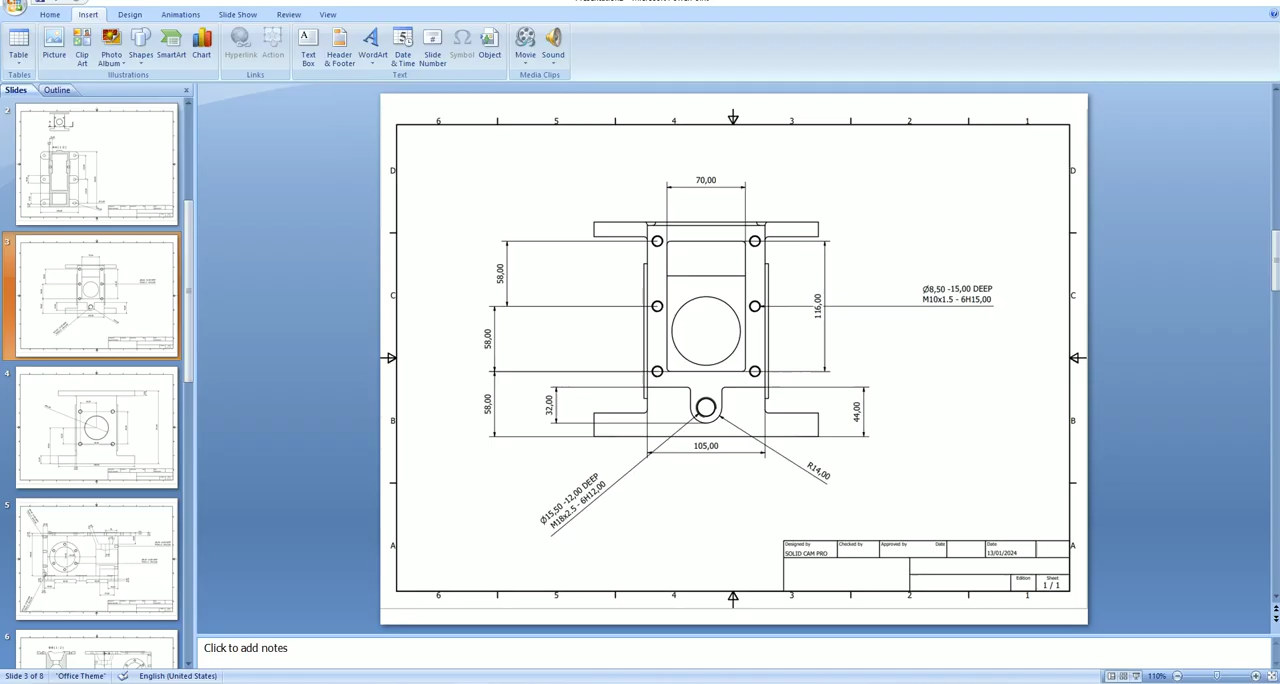 Home Insert Design Animations Slide Show Review View
Table Picture Clip Art Photo Album Shapes SmartArt Chart Hyperlink Action Text Box Header & Footer WordArt Date & Time Slide Number Symbol Object Movie Sound
Tables Illustrations Links Text Media Clips
Slides Outline
2
3
4
5
6
6 5 4 3 2 1
D D
70,00
58,00
Ø8,50 -15,00 DEEP
M10x1.5 - 6H15,00
C C
116,00
58,00
58,00
32,00
44,00
B B
105,00
R14,00
Ø15,50 -12,00 DEEP
M18x2.5 - 6H12,00
A A
Designed by Checked by Approved by Date Date
SOLID CAM PRO 13/01/2024
Edition Sheet
1 / 1
6 5 4 3 2 1
Click to add notes
Slide 3 of 8 "Office Theme" English (United States) 110%